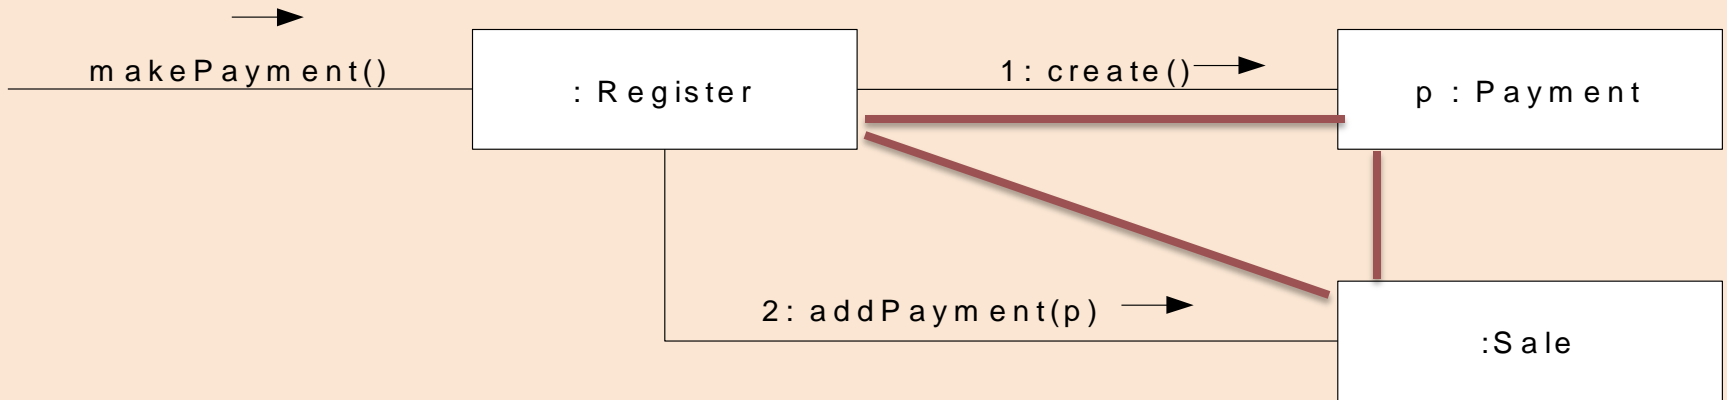 makePayment()
: Register
1: create()
p : Payment
2: addPayment(p)
:Sale